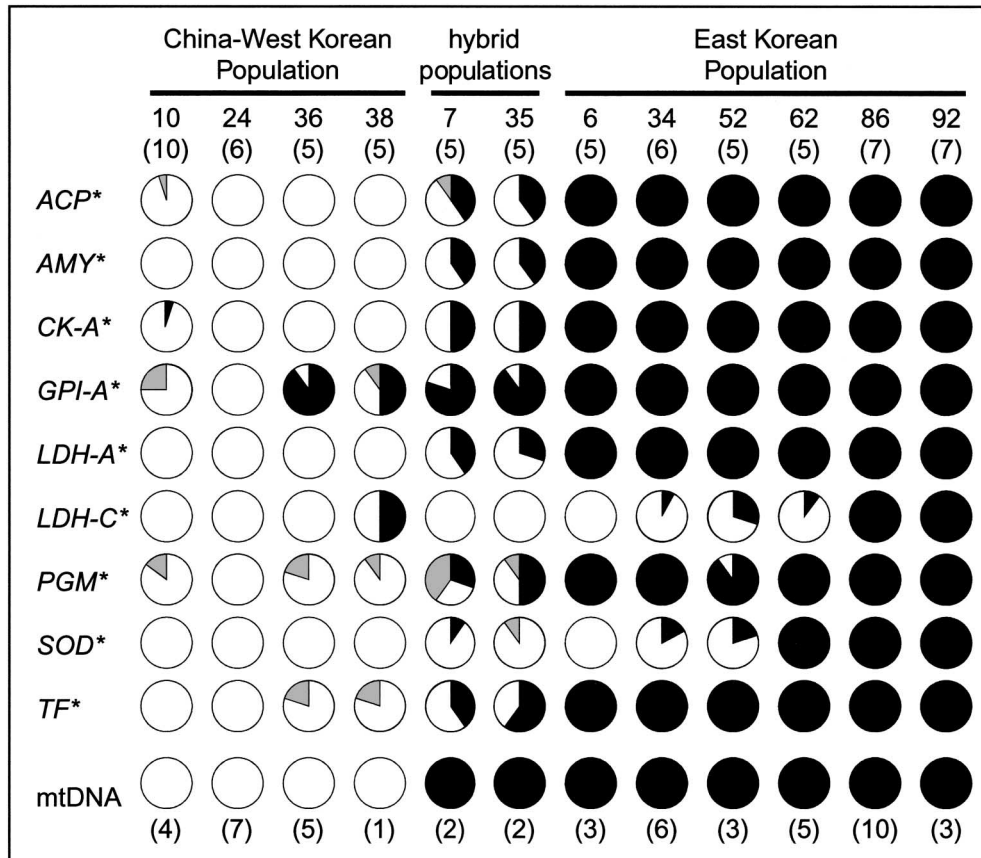 China-West Korean hybrid East Korean
Population populations Population
10 24 36 38 7 35 6 34 52 62 86 92
(10) (6) (5) (5) (5) (5) (5) (6) (5) (5) (7) (7)
ACP*
AMY*
CK-A*
GPI-A*
LDH-A*
LDH-C*
PGM*
SOD*
TF*
mtDNA
(4) (7) (5) (1) (2) (2) (3) (6) (3) (5) (10) (3)